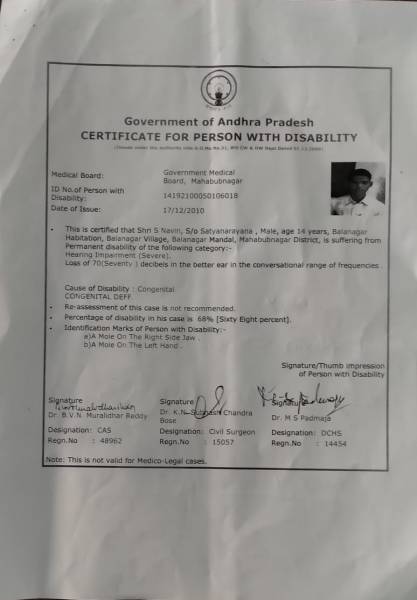 Government of Andhra Pradesh
CERTIFICATE FOR PERSON WITH DISABILITY
Medical Board: Government Medical
Board, Mahabubnagar
ID No.of Person with
Disability: 14192100050106018
Date of Issue: 17/12/2010
This is certified that Shri S Navin, S/o Satyanarayana , Male, age 14 years, Balanagar
Habitation, Balanagar Village, Balanagar Mandal, Mahabubnagar District, is suffering from
Permanent disability of the following category:-
Hearing Impairment (Severe).
Loss of 70(Seventy ) decibels in the better ear in the conversational range of frequencies .
Cause of Disability : Congenital
CONGENITAL DEFF.
Re-assessment of this case is not recommended.
Percentage of disability in his case is 68% [Sixty Eight percent].
Identification Marks of Person with Disability:-
a)A Mole On The Right Side Jaw .
b)A Mole On The Left Hand .
Signature/Thumb impression
of Person with Disability
Signature Signature Signature
Dr. B.V.N Muralidhar Reddy Dr. K.N. Subhash Chandra Bose Dr. M S Padmaja
Designation: CAS Designation: Civil Surgeon Designation: DCHS
Regn.No : 48962 Regn.No : 15057 Regn.No : 14454
Note: This is not valid for Medico-Legal cases.